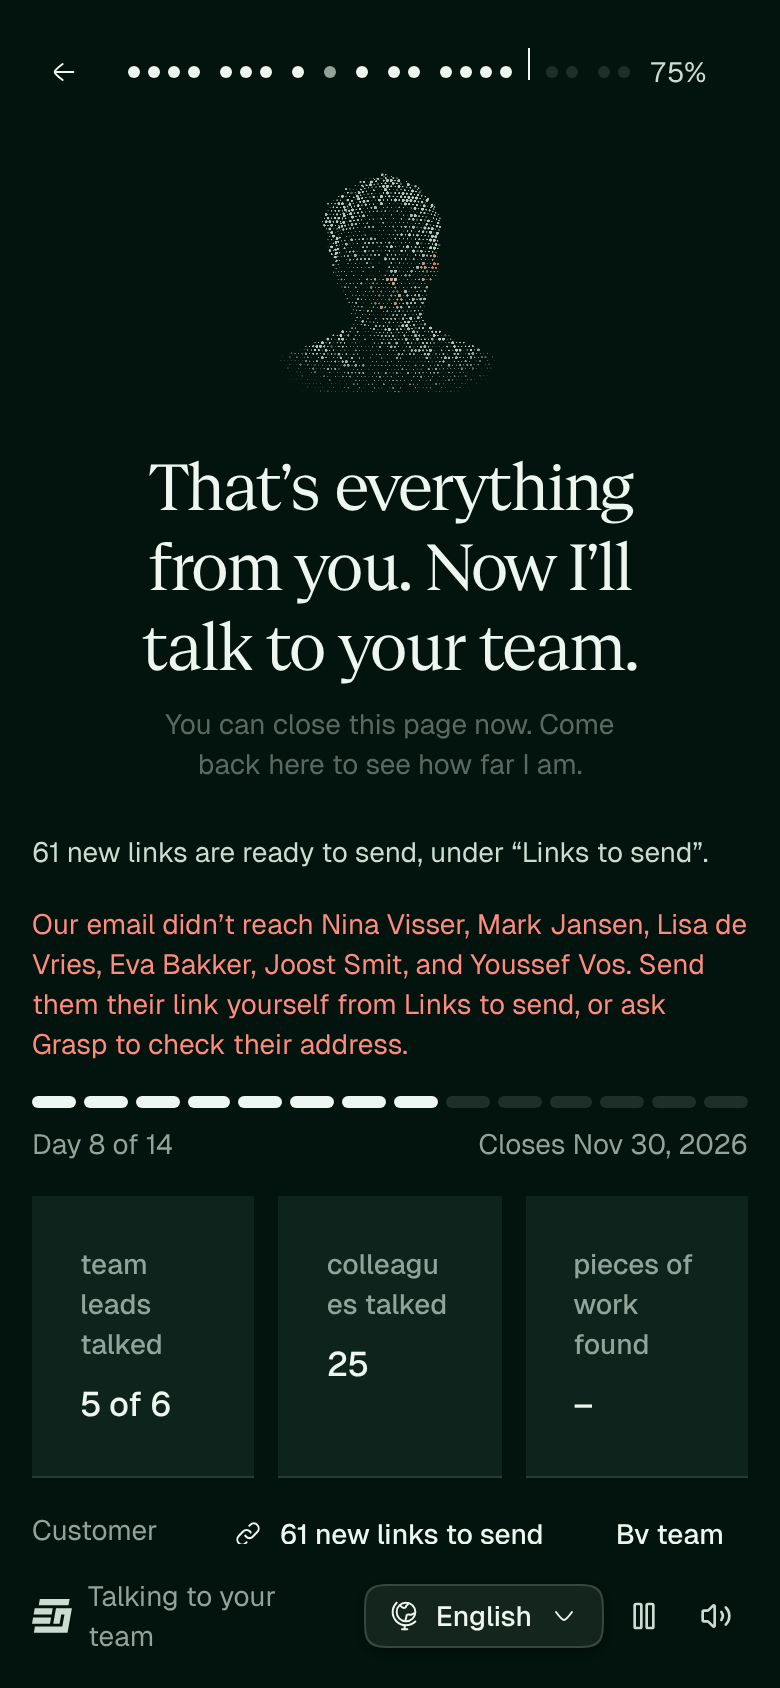 75%
That’s everything
from you. Now I’ll
talk to your team.
You can close this page now. Come
back here to see how far I am.
61 new links are ready to send, under “Links to send”.
Our email didn’t reach Nina Visser, Mark Jansen, Lisa de
Vries, Eva Bakker, Joost Smit, and Youssef Vos. Send
them their link yourself from Links to send, or ask
Grasp to check their address.
Day 8 of 14
Closes Nov 30, 2026
team
leads
talked
5 of 6
colleagu
es talked
25
pieces of
work
found
–
Customer
61 new links to send
By team
Talking to your
team
English